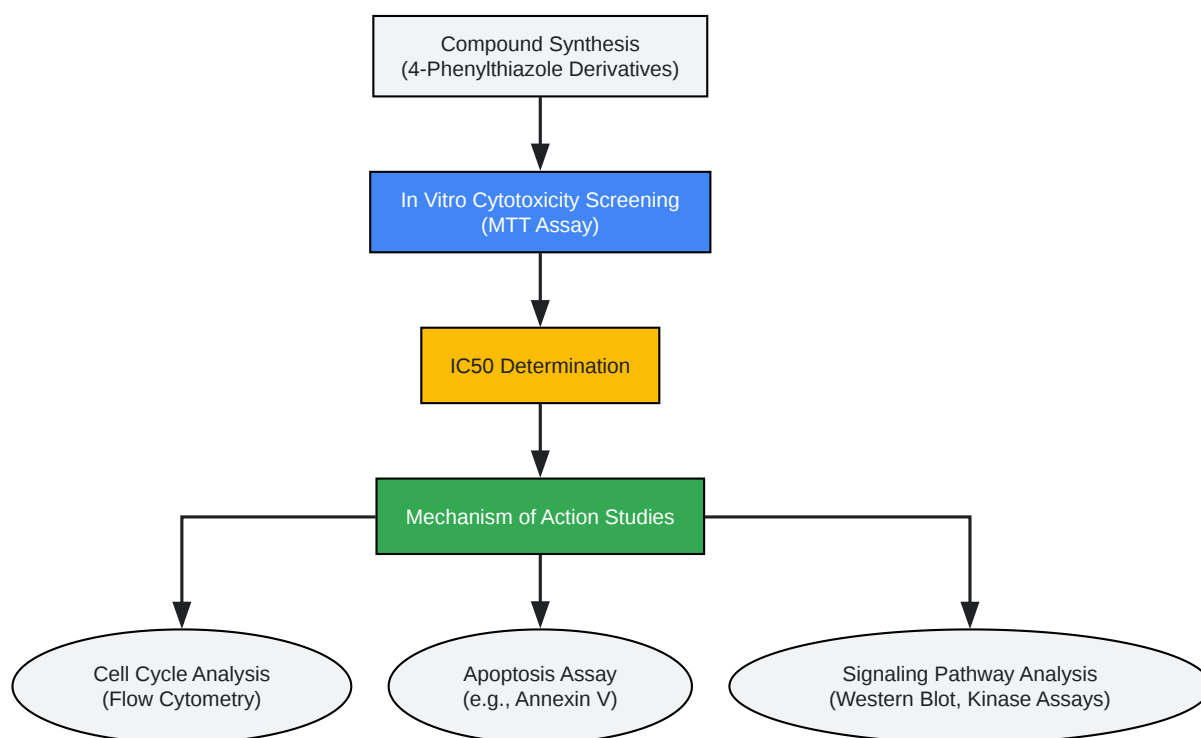 Compound Synthesis
(4-Phenylthiazole Derivatives)
In Vitro Cytotoxicity Screening
(MTT Assay)
IC50 Determination
Mechanism of Action Studies
Cell Cycle Analysis
(Flow Cytometry)
Apoptosis Assay
(e.g., Annexin V)
Signaling Pathway Analysis
(Western Blot, Kinase Assays)